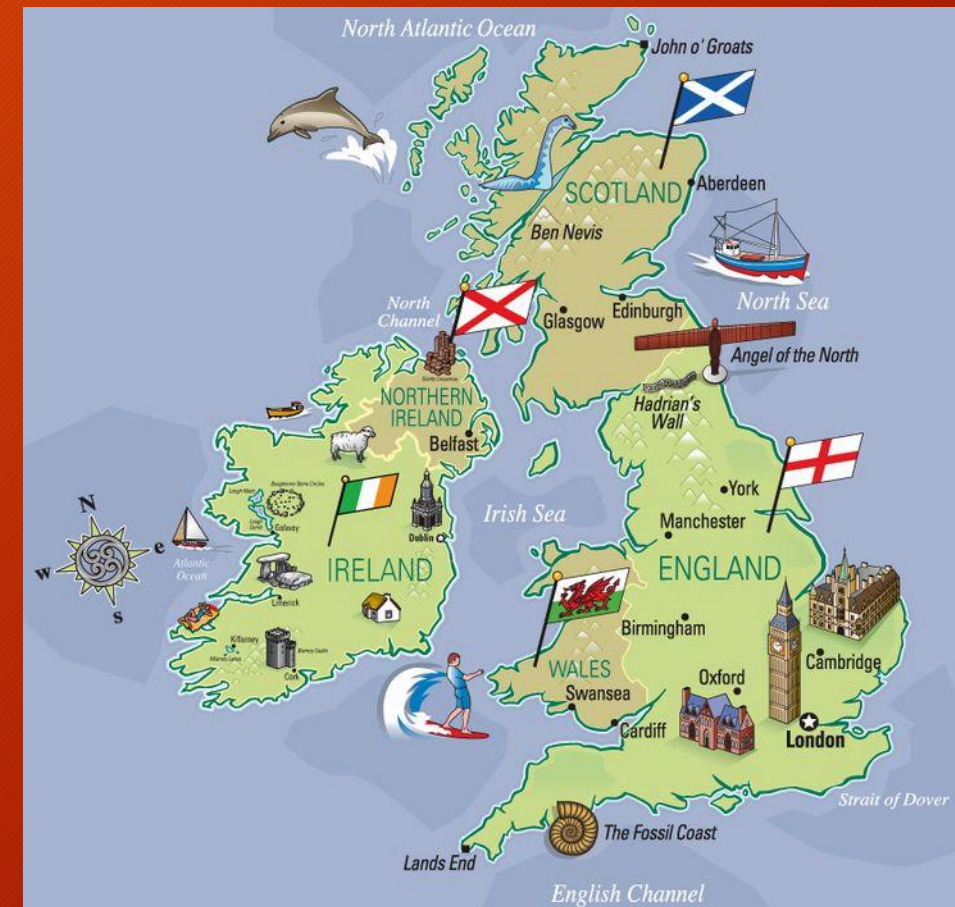 North Atlantic Ocean
John o' Groats
SCOTLAND
Aberdeen
Ben Nevis
North
Channel
Glasgow
Edinburgh
North Sea
Angel of the North
Hadrian's
Wall
NORTHERN
IRELAND
Belfast
York
Irish Sea
Manchester
Galway
Dublin
N
e
w
s
Atlantic
Ocean
IRELAND
ENGLAND
Limerick
Birmingham
Killarney
WALES
Cambridge
Oxford
Swansea
Cork
Cardiff
London
Strait of Dover
The Fossil Coast
Lands End
English Channel